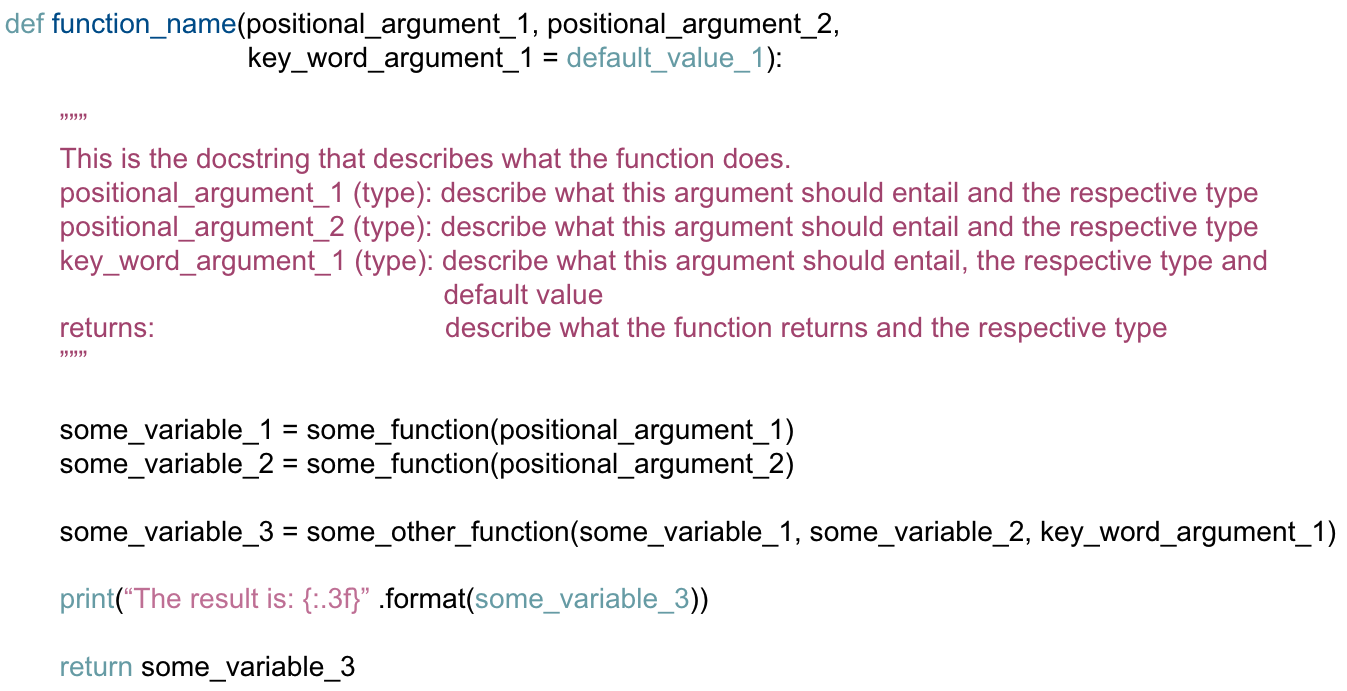 def function_name(positional_argument_1, positional_argument_2,
key_word_argument_1 = default_value_1):
”””
This is the docstring that describes what the function does.
positional_argument_1 (type): describe what this argument should entail and the respective type
positional_argument_2 (type): describe what this argument should entail and the respective type
key_word_argument_1 (type): describe what this argument should entail, the respective type and
default value
returns: describe what the function returns and the respective type
”””
some_variable_1 = some_function(positional_argument_1)
some_variable_2 = some_function(positional_argument_2)
some_variable_3 = some_other_function(some_variable_1, some_variable_2, key_word_argument_1)
print(“The result is: {:.3f}” .format(some_variable_3))
return some_variable_3